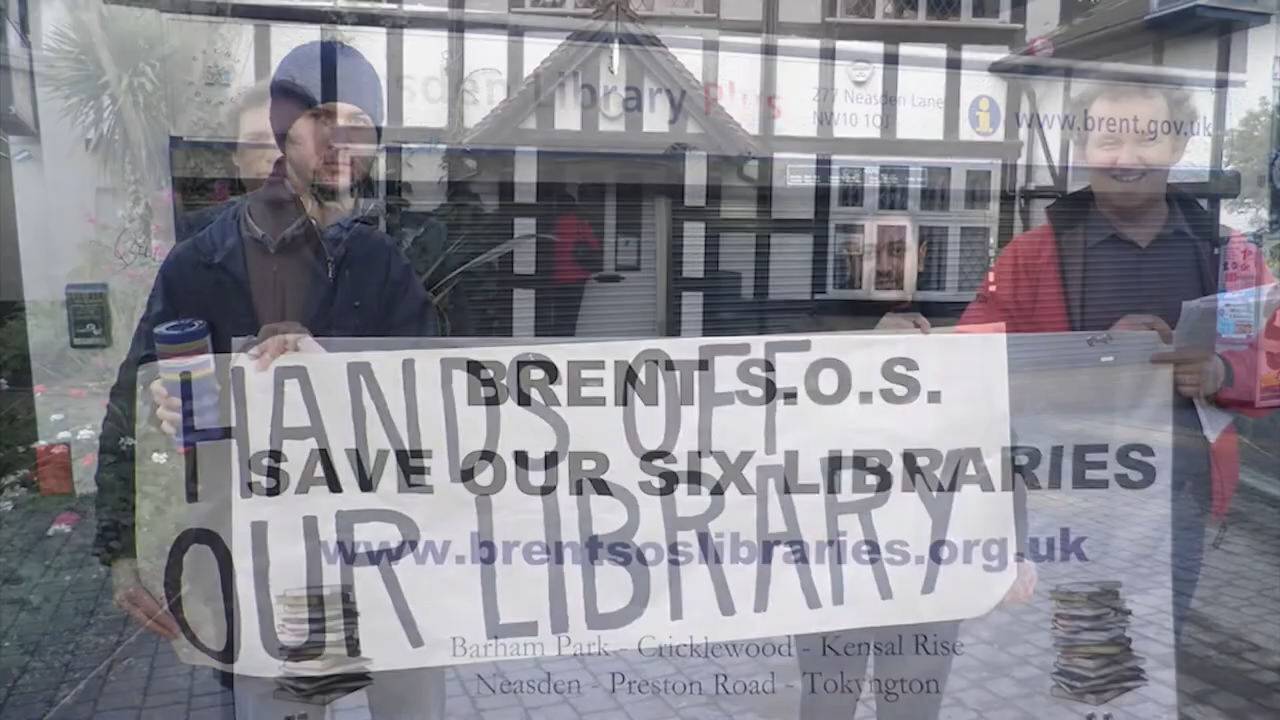 Library Plus
277 Neasden Lane
NW10 1QJ
i www.brent.gov.uk
HANDS OFF
OUR LIBRARY
BRENT S.O.S.
SAVE OUR SIX LIBRARIES
www.brentsoslibraries.org.uk
Barham Park - Cricklewood - Kensal Rise
Neasden - Preston Road - Tokyngton